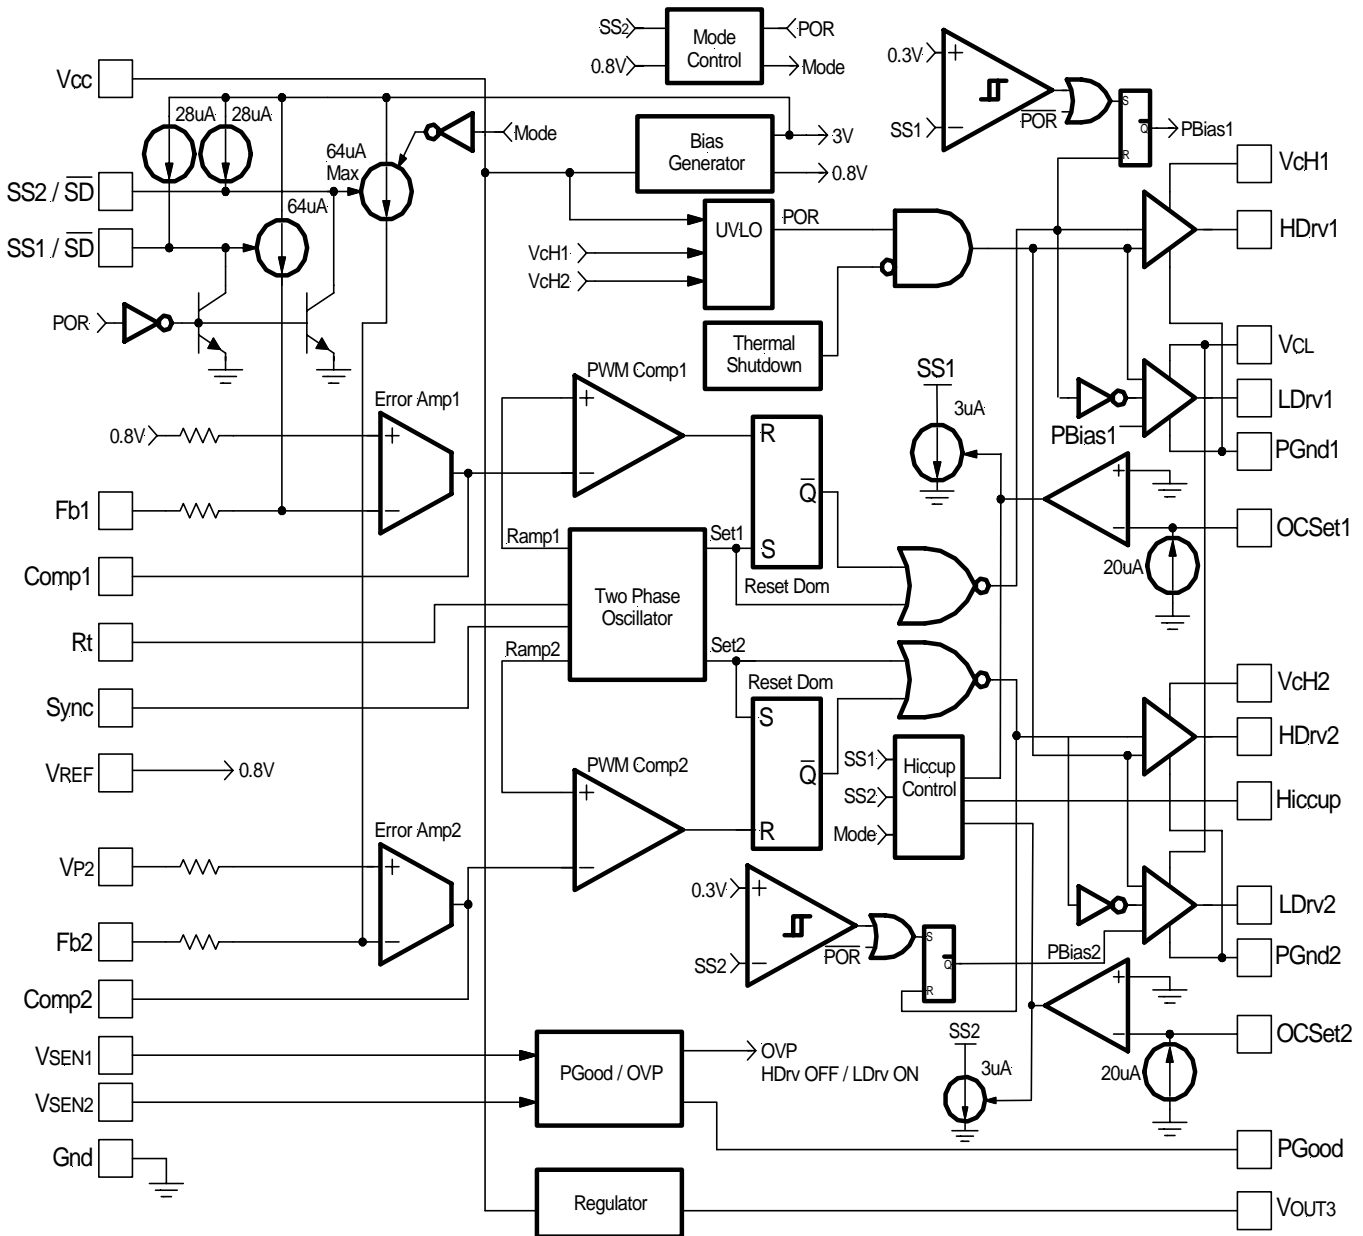 SS2
Mode
Control
POR
0.8V
Mode
0.3V
+
SS1
−
POR
S
Q
R
PBias1
Vcc
28uA
28uA
64uA
Max
Mode
Bias
Generator
3V
0.8V
SS2 / SD
SS1 / SD
64uA
POR
UVLO
POR
VcH1
VcH2
Thermal
Shutdown
VcH1
HDrv1
VCL
LDrv1
PBias1
PGnd1
Error Amp1
0.8V
+
−
Fb1
PWM Comp1
+
−
R
Q
S
Reset Dom
SS1
3uA
+
−
OCSet1
20uA
Comp1
Ramp1
Set1
Two Phase
Oscillator
Rt
Ramp2
Set2
Sync
Reset Dom
S
Q
R
VREF
0.8V
PWM Comp2
+
−
SS1
Hiccup
Control
SS2
Mode
VcH2
HDrv2
Hiccup
Error Amp2
VP2
+
−
Fb2
0.3V
+
SS2
−
POR
S
Q
R
PBias2
LDrv2
PGnd2
Comp2
+
−
OCSet2
20uA
SS2
3uA
VSEN1
VSEN2
PGood / OVP
OVP
HDrv OFF / LDrv ON
Gnd
PGood
Regulator
VOUT3